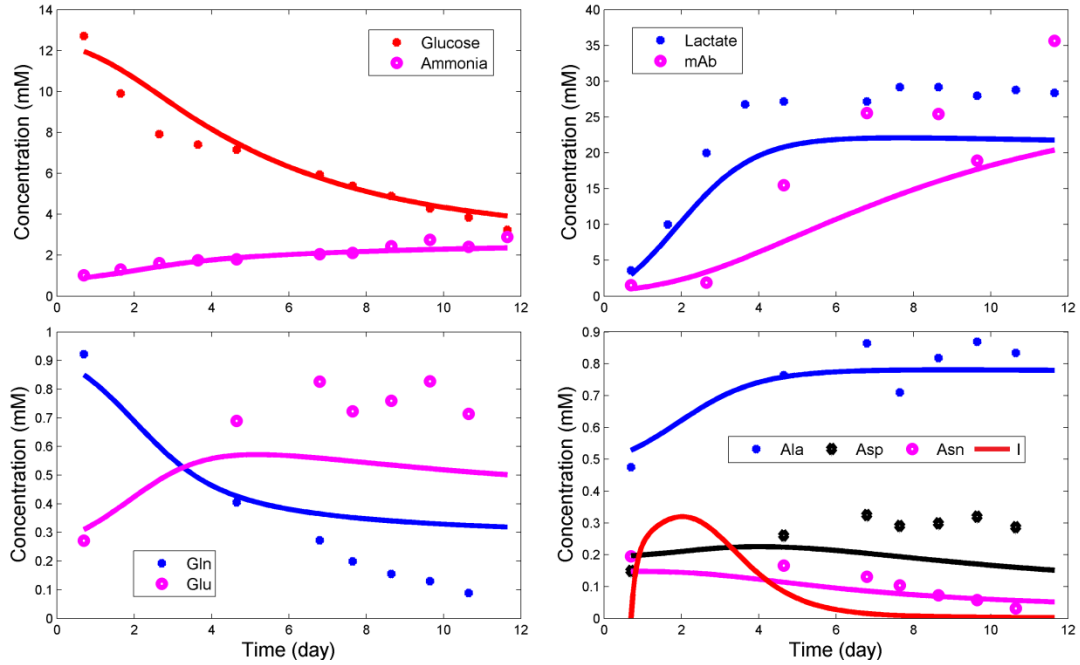 Concentration (mM)
14
12
10
8
6
4
2
0
Glucose
Ammonia
0 2 4 6 8 10 12
Concentration (mM)
40
35
30
25
20
15
10
5
0
Lactate
mAb
0 2 4 6 8 10 12
Concentration (mM)
1
0.9
0.8
0.7
0.6
0.5
0.4
0.3
0.2
0.1
0
Gln
Glu
0 2 4 6 8 10 12
Time (day)
Concentration (mM)
0.9
0.8
0.7
0.6
0.5
0.4
0.3
0.2
0.1
0
Ala Asp Asn I
0 2 4 6 8 10 12
Time (day)